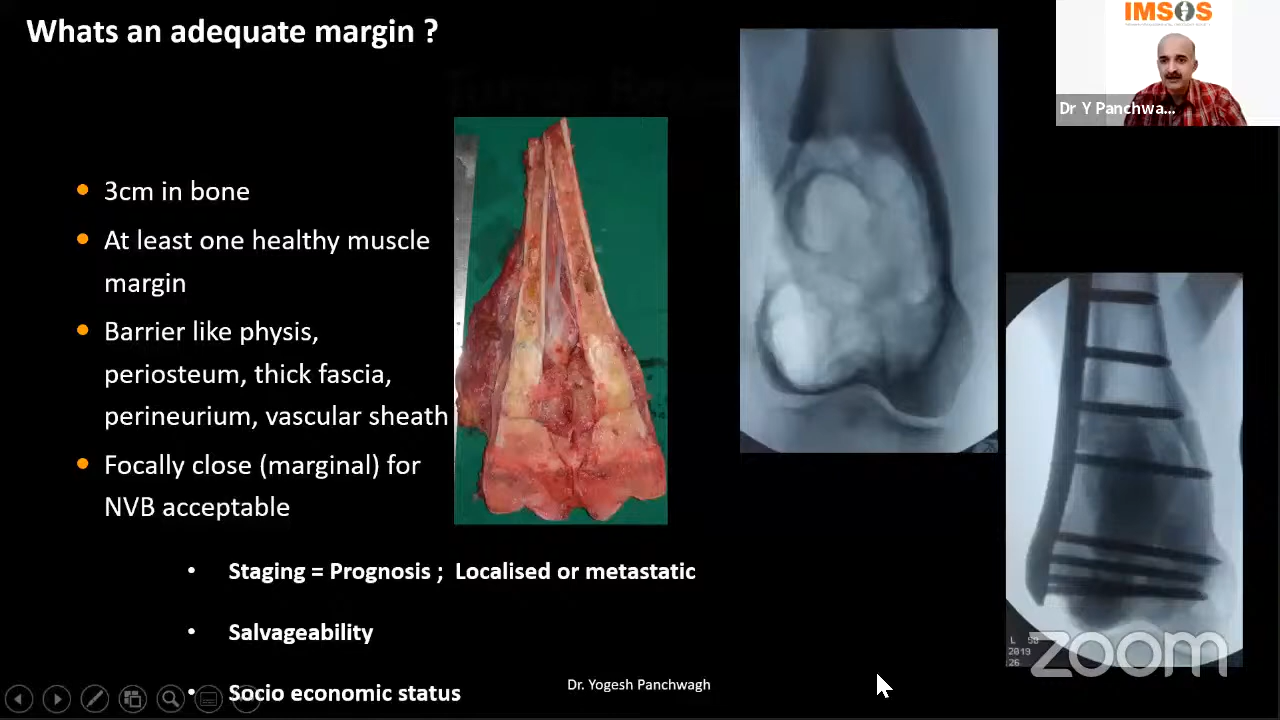 Whats an adequate margin ?
IMSOS
Dr Y Panchwa...
3cm in bone
At least one healthy muscle
margin
Barrier like physis,
periosteum, thick fascia,
perineurium, vascular sheath
Focally close (marginal) for
NVB acceptable
Staging = Prognosis ; Localised or metastatic
Salvageability
Socio economic status
Dr. Yogesh Panchwagh
L
2019
26
zoom